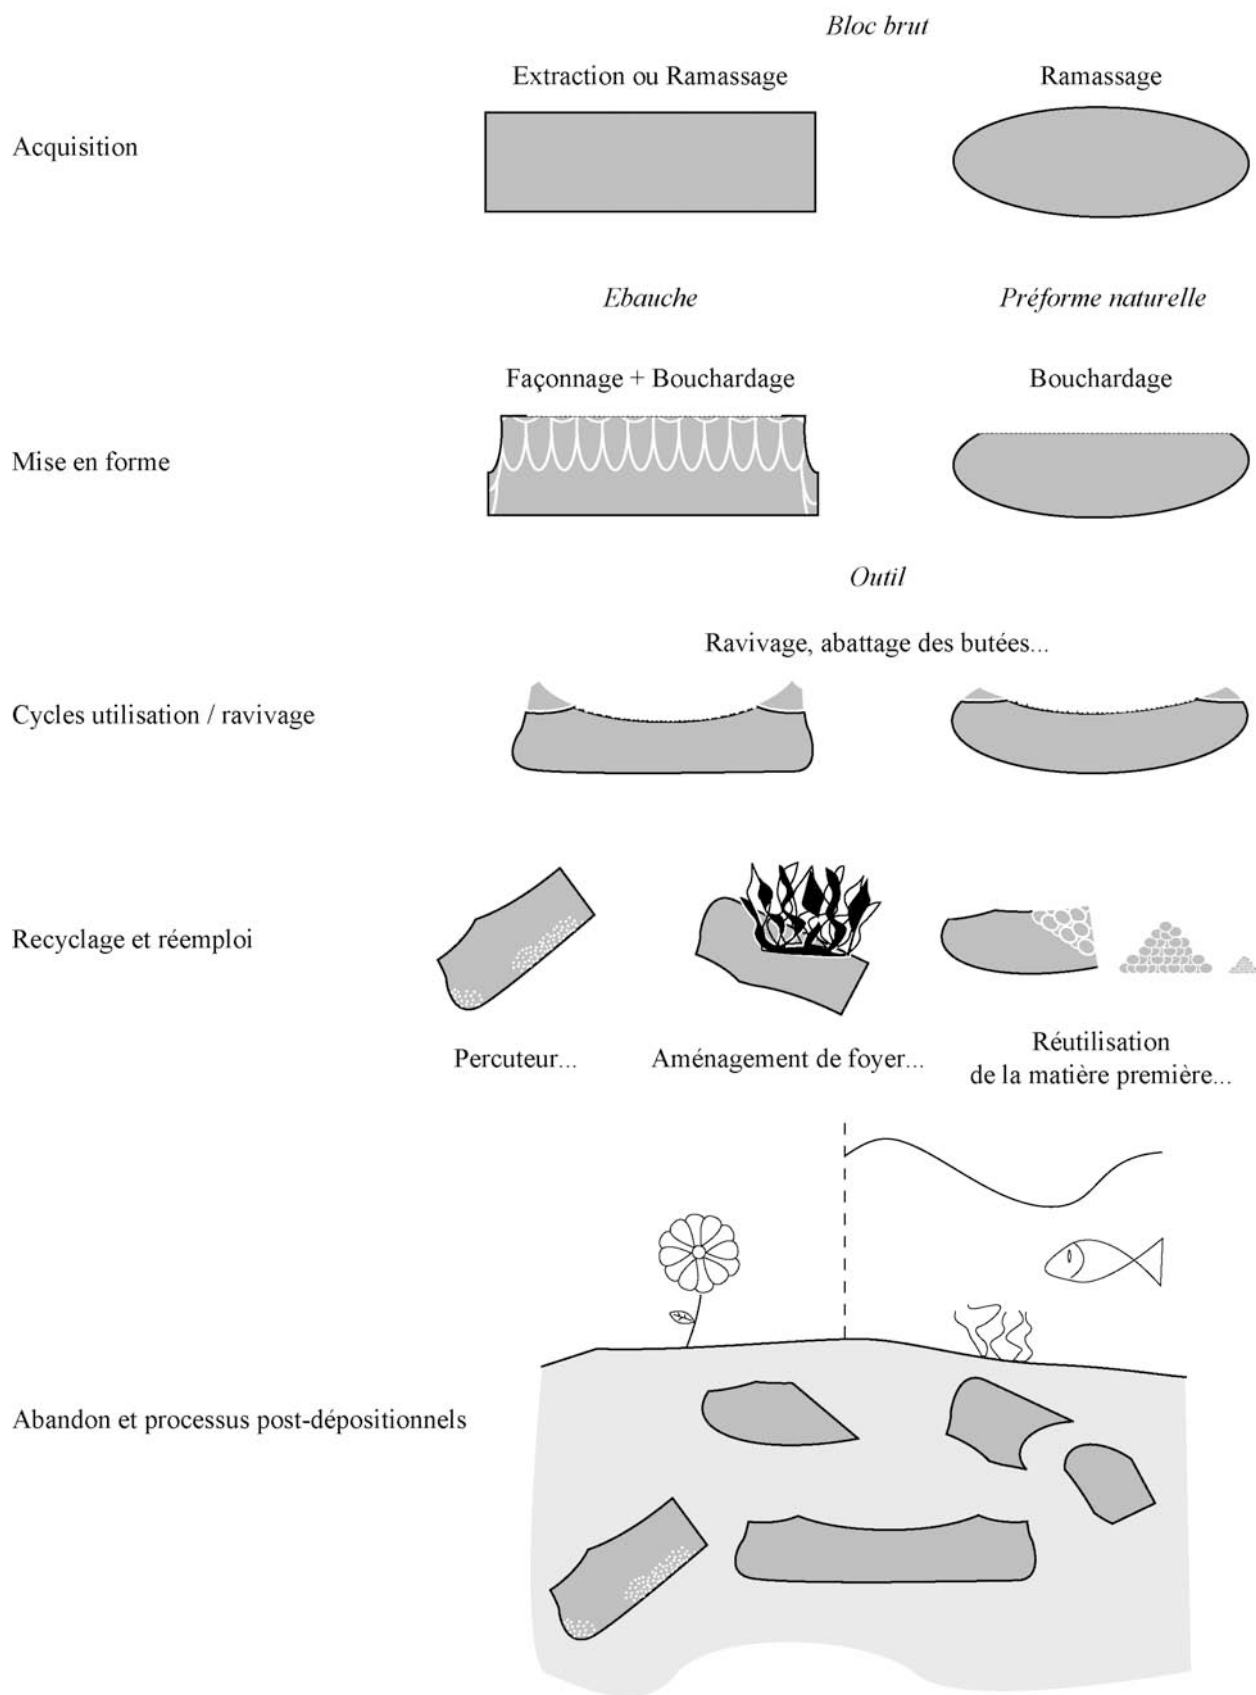 Bloc brut
Extraction ou Ramassage
Ramassage
Acquisition
Ebauche
Préforme naturelle
Façonnage + Bouchardage
Bouchardage
Mise en forme
Outil
Ravivage, abattage des butées...
Cycles utilisation / ravivage
Recyclage et réemploi
Percuteur...
Aménagement de foyer...
Réutilisation
de la matière première...
Abandon et processus post-dépositionnels